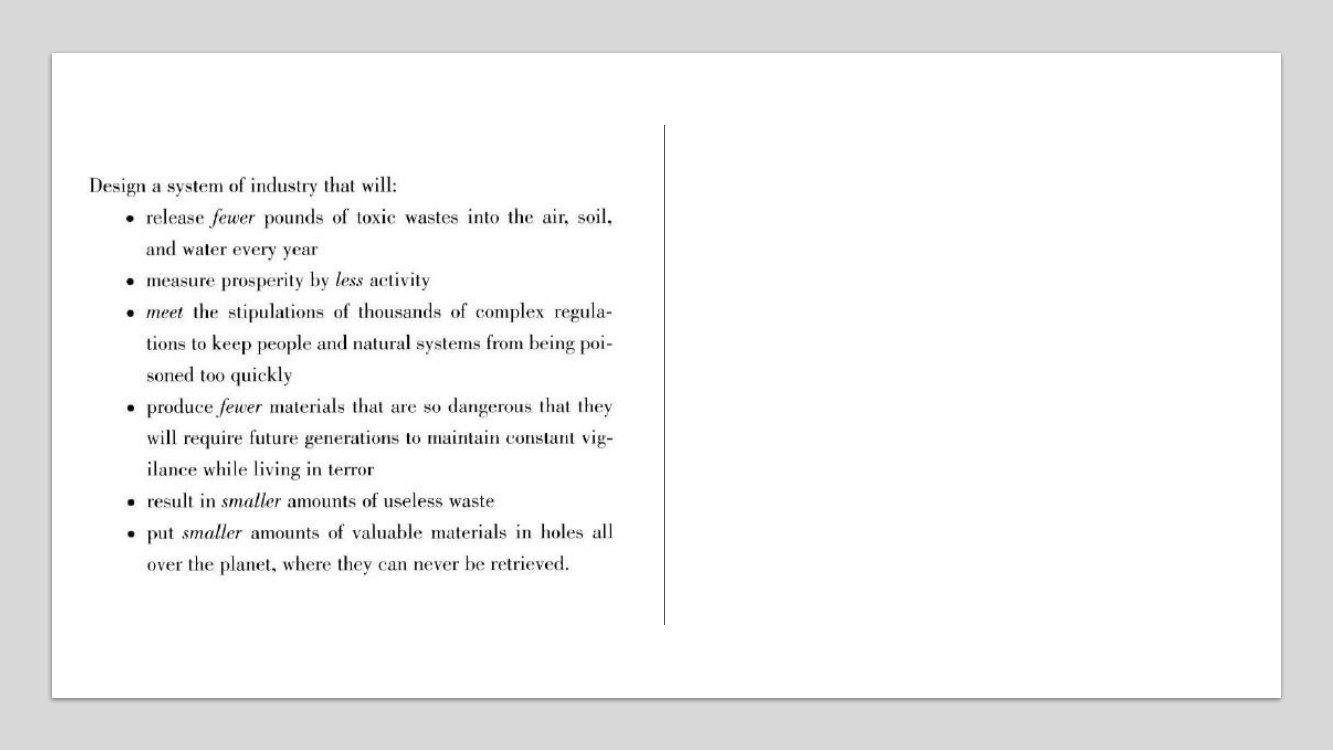 Design a system of industry that will:
• release fewer pounds of toxic wastes into the air, soil,
and water every year
• measure prosperity by less activity
• meet the stipulations of thousands of complex regula-
tions to keep people and natural systems from being poi-
soned too quickly
• produce fewer materials that are so dangerous that they
will require future generations to maintain constant vig-
ilance while living in terror
• result in smaller amounts of useless waste
• put smaller amounts of valuable materials in holes all
over the planet, where they can never be retrieved.